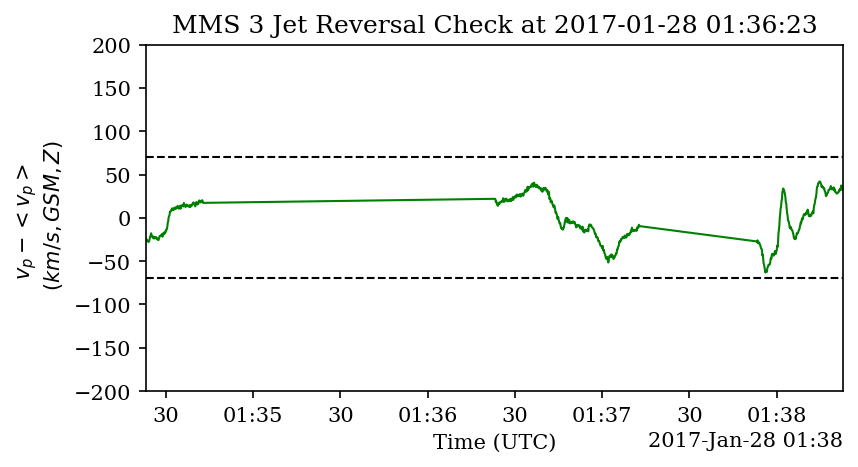 MMS 3 Jet Reversal Check at 2017-01-28 01:36:23
200
150
100
50
0
−50
−100
−150
−200
v_p − < v_p >
(km/s, GSM, Z)
30 01:35 30 01:36 30 01:37 30 01:38
Time (UTC)
2017-Jan-28 01:38